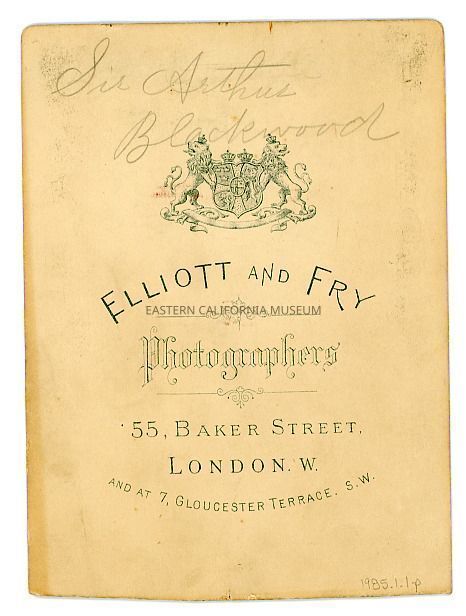 Sir Arthur
Blackwood
ELLIOTT AND FRY
EASTERN CALIFORNIA MUSEUM
Photographers
55, BAKER STREET,
LONDON. W.
AND AT 7, GLOUCESTER TERRACE. S.W.
1985.1.1-p